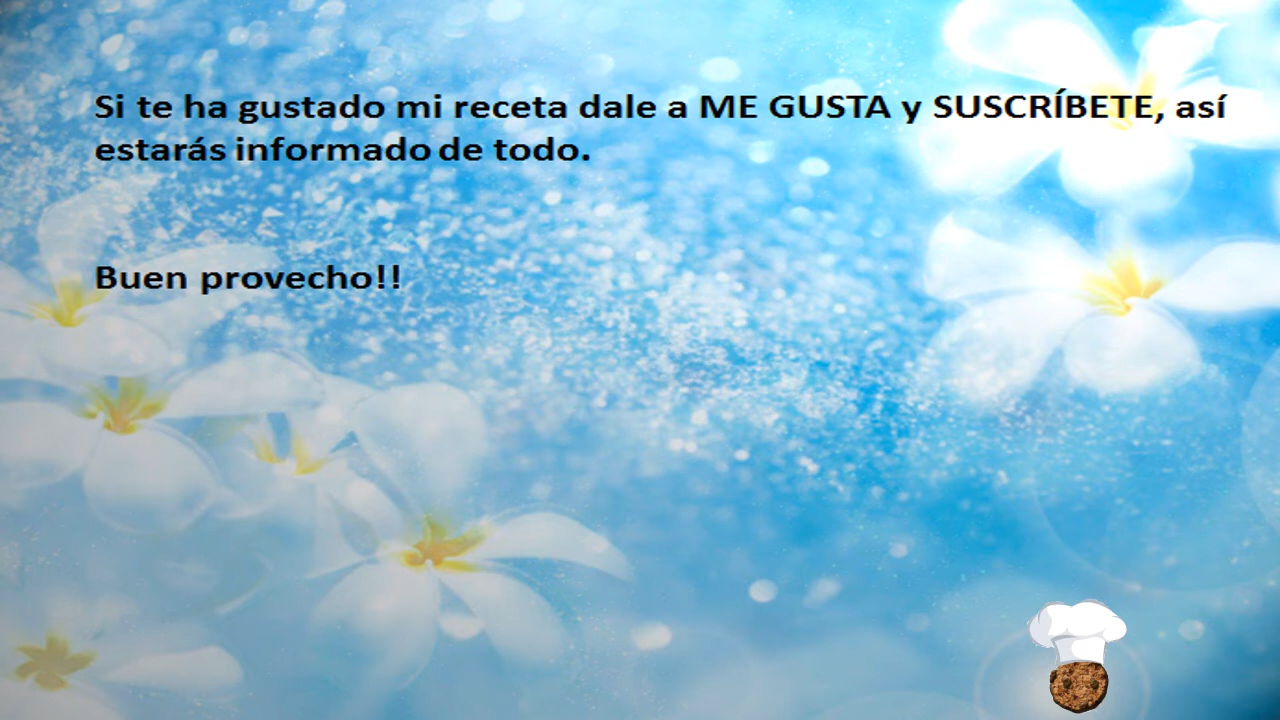 Si te ha gustado mi receta dale a ME GUSTA y SUSCRÍBETE, así
estarás informado de todo.
Buen provecho!!